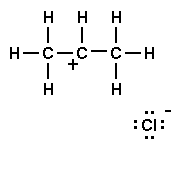 H H H
H C C C H
+
H H
:Cl: −